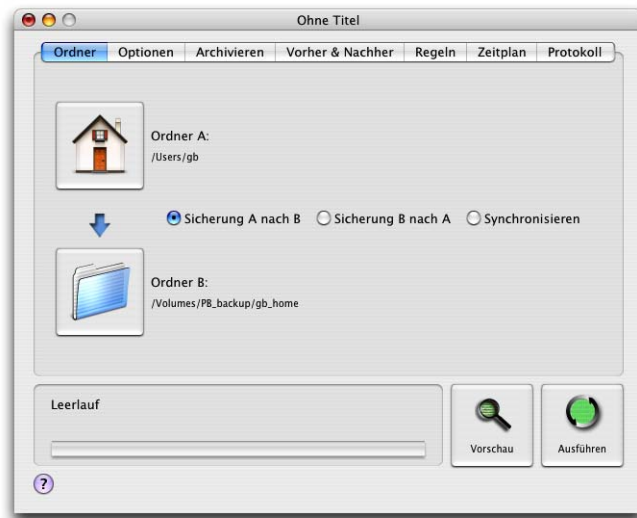 Ohne Titel
Ordner Optionen Archivieren Vorher & Nachher Regeln Zeitplan Protokoll
Ordner A:
/Users/gb
Sicherung A nach B Sicherung B nach A Synchronisieren
Ordner B:
/Volumes/PB_backup/gb_home
Leerlauf
Vorschau Ausführen
?